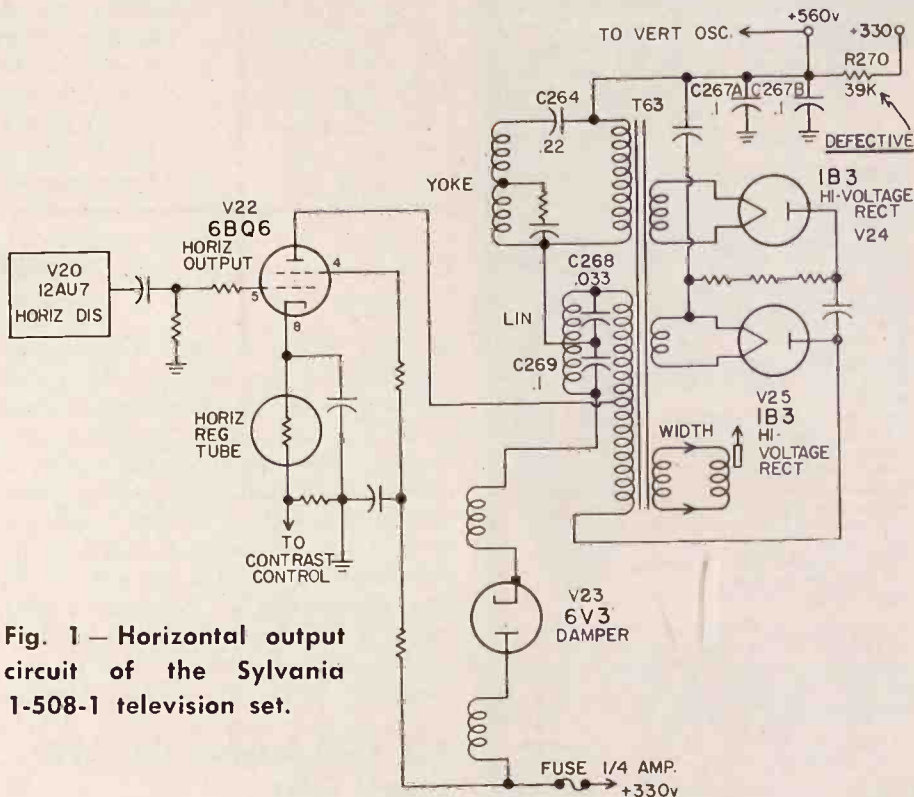 +560v
+330
TO VERT OSC.
R270
39K
DEFECTIVE
C267A
.1
C267B
.1
T63
C264
.22
YOKE
1B3
HI-VOLTAGE
RECT
V24
V22
6BQ6
HORIZ
OUTPUT
4
5
8
V20
12AU7
HORIZ DIS
C268
.033
LIN
C269
.1
V25
1B3
HI-
VOLTAGE
RECT
WIDTH
HORIZ
REG
TUBE
TO
CONTRAST
CONTROL
V23
6V3
DAMPER
FUSE 1/4 AMP.
+330v
Fig. 1 — Horizontal output
circuit of the Sylvania
1-508-1 television set.